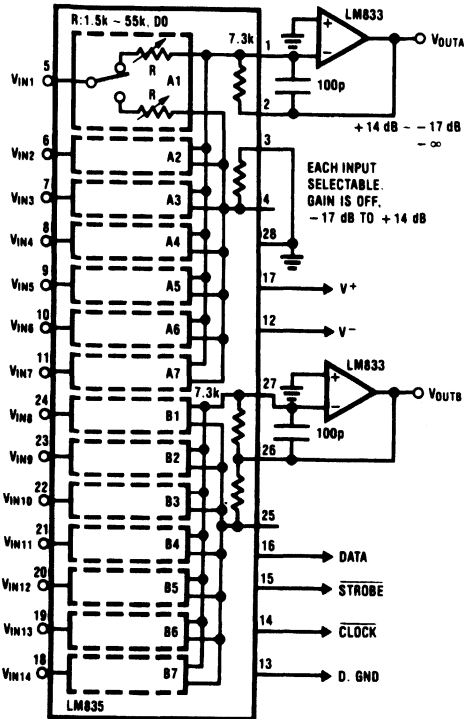 R:1.5k ~ 55k, D0
7.3k
1
LM833
+
−
VOUTA
5
VIN1
R
A1
R
100p
2
+14 dB ~ −17 dB
−∞
6
VIN2
A2
3
7
VIN3
A3
4
EACH INPUT
SELECTABLE.
GAIN IS OFF,
−17 dB TO +14 dB
8
VIN4
A4
28
9
VIN5
A5
17
V+
10
VIN6
A6
12
V−
11
VIN7
A7
LM833
24
VIN8
B1
7.3k
27
+
−
VOUTB
100p
23
VIN9
B2
26
22
VIN10
B3
25
21
VIN11
B4
16
DATA
20
VIN12
B5
15
STROBE
19
VIN13
B6
14
CLOCK
18
VIN14
B7
13
D. GND
LM835